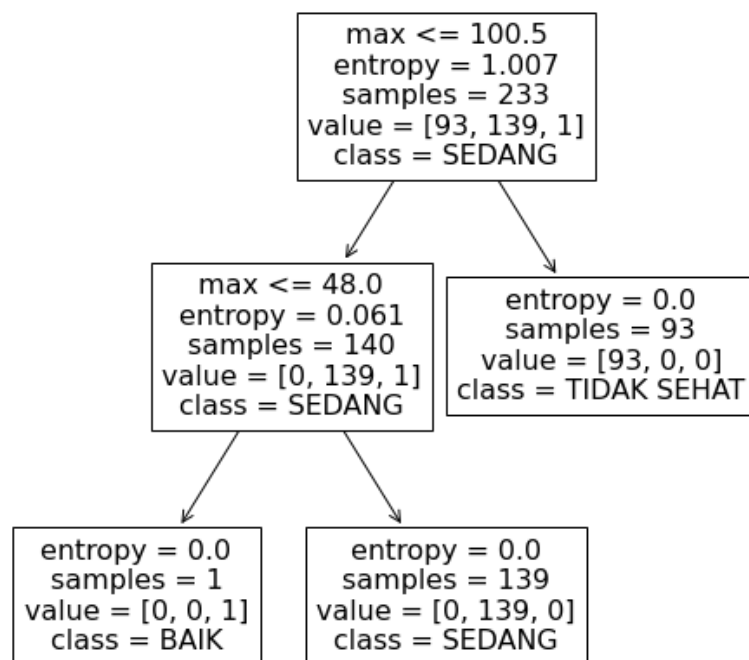 max <= 100.5
entropy = 1.007
samples = 233
value = [93, 139, 1]
class = SEDANG
max <= 48.0
entropy = 0.061
samples = 140
value = [0, 139, 1]
class = SEDANG
entropy = 0.0
samples = 93
value = [93, 0, 0]
class = TIDAK SEHAT
entropy = 0.0
samples = 1
value = [0, 0, 1]
class = BAIK
entropy = 0.0
samples = 139
value = [0, 139, 0]
class = SEDANG